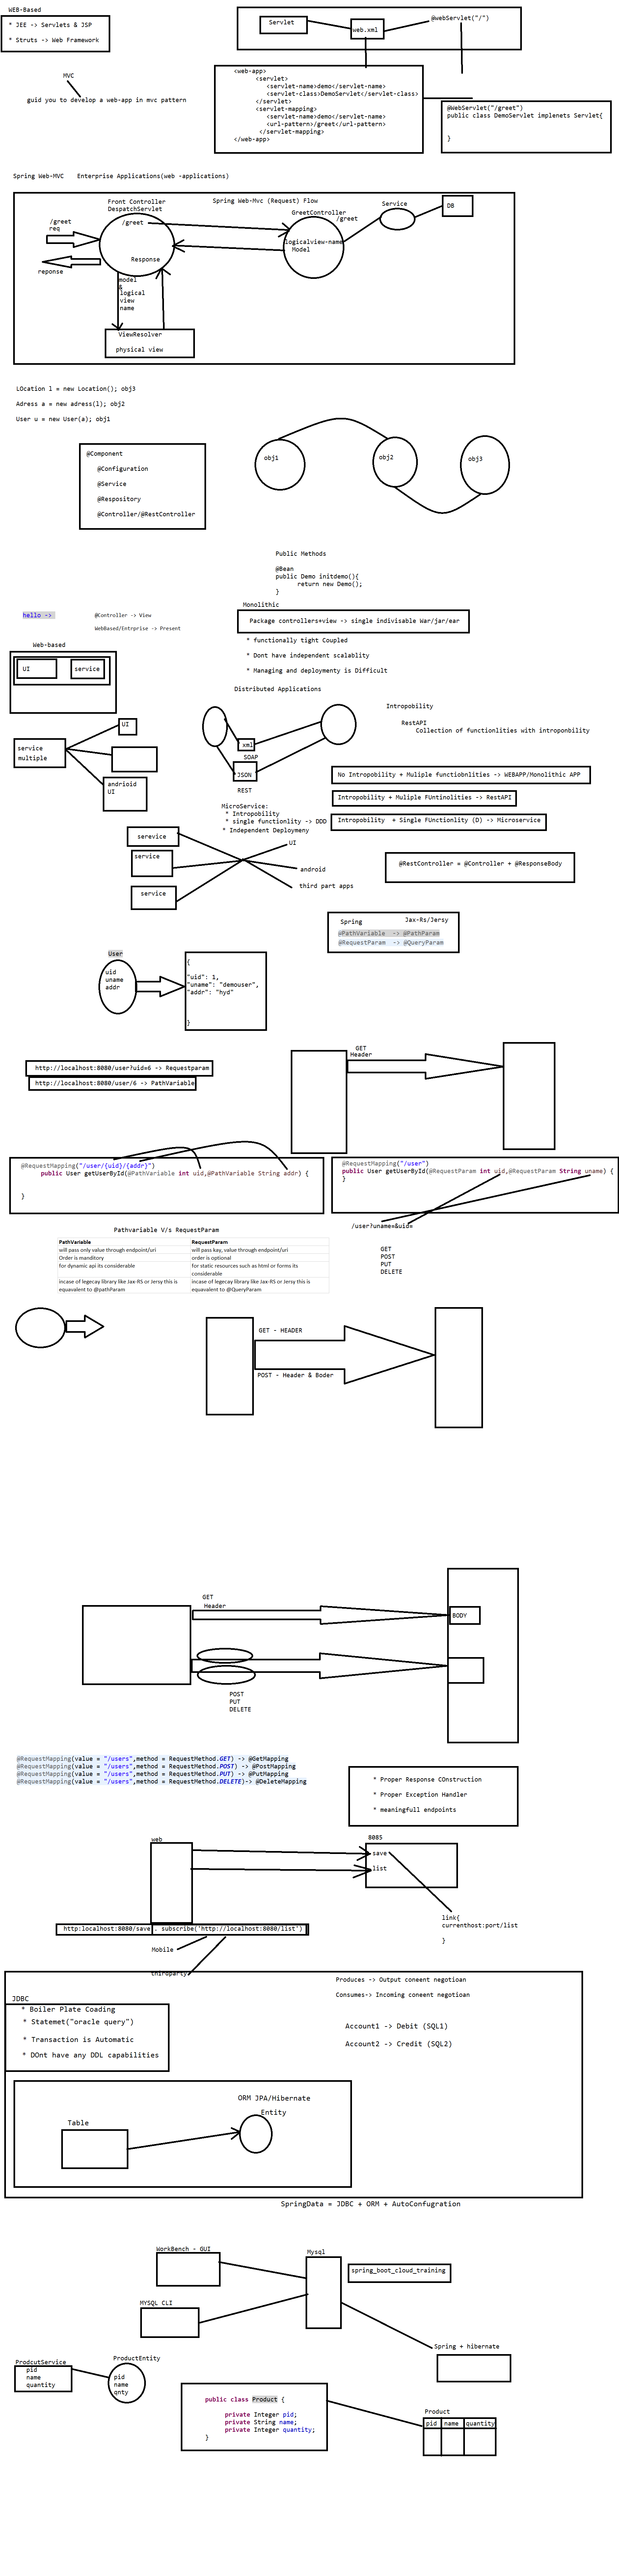 WEB-Based
* JEE -> Servlets & JSP
* Struts -> Web Framework
Servlet
web.xml
@webServlet("/")
MVC
guid you to develop a web-app in mvc pattern
<web-app>
<servlet>
<servlet-name>demo</servlet-name>
<servlet-class>DemoServlet</servlet-class>
</servlet>
<servlet-mapping>
<servlet-name>demo</servlet-name>
<url-pattern>/greet</url-pattern>
</servlet-mapping>
</web-app>
@WebServlet("/greet")
public class DemoServlet implenets Servlet{
}
Spring Web-MVC Enterprise Applications(web -applications)
Front Controller
DespatchServlet
Spring Web-Mvc (Request) Flow
/greet
req
/greet
Response
reponse
GreetController
/greet
logicalview-name
Model
Service
DB
model
&
logical
view
name
ViewResolver
physical view
LOcation l = new Location(); obj3
Adress a = new adress(l); obj2
User u = new User(a); obj1
@Component
@Configuration
@Service
@Respository
@Controller/@RestController
obj1
obj2
obj3
Public Methods
@Bean
public Demo initdemo(){
return new Demo();
}
hello ->
@Controller -> View
WebBased/Entrprise -> Present
Monolithic
Package controllers+view -> single indivisable War/jar/ear
* functionally tight Coupled
* Dont have independent scalablity
* Managing and deploymenty is Difficult
Web-based
UI
service
Distributed Applications
service
multiple
UI
andrioid
UI
xml
SOAP
JSON
REST
Intropobility
RestAPI
Collection of functionlities with introponbility
No Intropobility + Muliple functiobnlities -> WEBAPP/Monolithic APP
Intropobility + Muliple FUntinolities -> RestAPI
Intropobility + Single FUnctionlity (D) -> Microservice
MicroService:
* Intropobility
* single functionlity -> DDD
* Independent Deploymeny
serevice
service
service
UI
android
third part apps
@RestController = @Controller + @ResponseBody
Spring Jax-Rs/Jersy
@PathVariable -> @PathParam
@RequestParam -> @QueryParam
User
uid
uname
addr
{
"uid": 1,
"uname": "demouser",
"addr": "hyd"
}
http://localhost:8080/user?uid=6 -> Requestparam
http://localhost:8080/user/6 -> PathVariable
GET
Header
@RequestMapping("/user/{uid}/{addr}")
public User getUserById(@PathVariable int uid,@PathVariable String addr) {
}
@RequestMapping("/user")
public User getUserById(@RequestParam int uid,@RequestParam String uname) {
}
/user?uname=&uid=
Pathvariable V/s RequestParam
PathVariable RequestParam
will pass only value through endpoint/uri will pass kay, value through endpoint/uri
Order is manditory order is optional
for dynamic api its considerable for static resources such as html or forms its considerable
incase of legecay library like Jax-RS or Jersy this is equavalent to @pathParam incase of legecay library like Jax-RS or Jersy this is equavalent to @QueryParam
GET
POST
PUT
DELETE
GET - HEADER
POST - Header & Boder
GET
Header
BODY
POST
PUT
DELETE
@RequestMapping(value = "/users",method = RequestMethod.GET) -> @GetMapping
@RequestMapping(value = "/users",method = RequestMethod.POST) -> @PostMapping
@RequestMapping(value = "/users",method = RequestMethod.PUT) -> @PutMapping
@RequestMapping(value = "/users",method = RequestMethod.DELETE)-> @DeleteMapping
* Proper Response COnstruction
* Proper Exception Handler
* meaningfull endpoints
web
8085
save
list
http:localhost:8080/save . subscribe('http://localhost:8080/list')
link{
currenthost:port/list
}
Mobile
thirdparty
Produces -> Output coneent negotioan
Consumes-> Incoming coneent negotioan
JDBC
* Boiler Plate Coading
* Statemet("oracle query")
* Transaction is Automatic
* DOnt have any DDL capabilities
Account1 -> Debit (SQL1)
Account2 -> Credit (SQL2)
ORM JPA/Hibernate
Entity
Table
SpringData = JDBC + ORM + AutoConfugration
WorkBench - GUI
Mysql
spring_boot_cloud_training
MYSQL CLI
Spring + hibernate
ProdcutService
pid
name
quantity
ProductEntity
pid
name
qnty
public class Product {
private Integer pid;
private String name;
private Integer quantity;
}
Product
pid name quantity